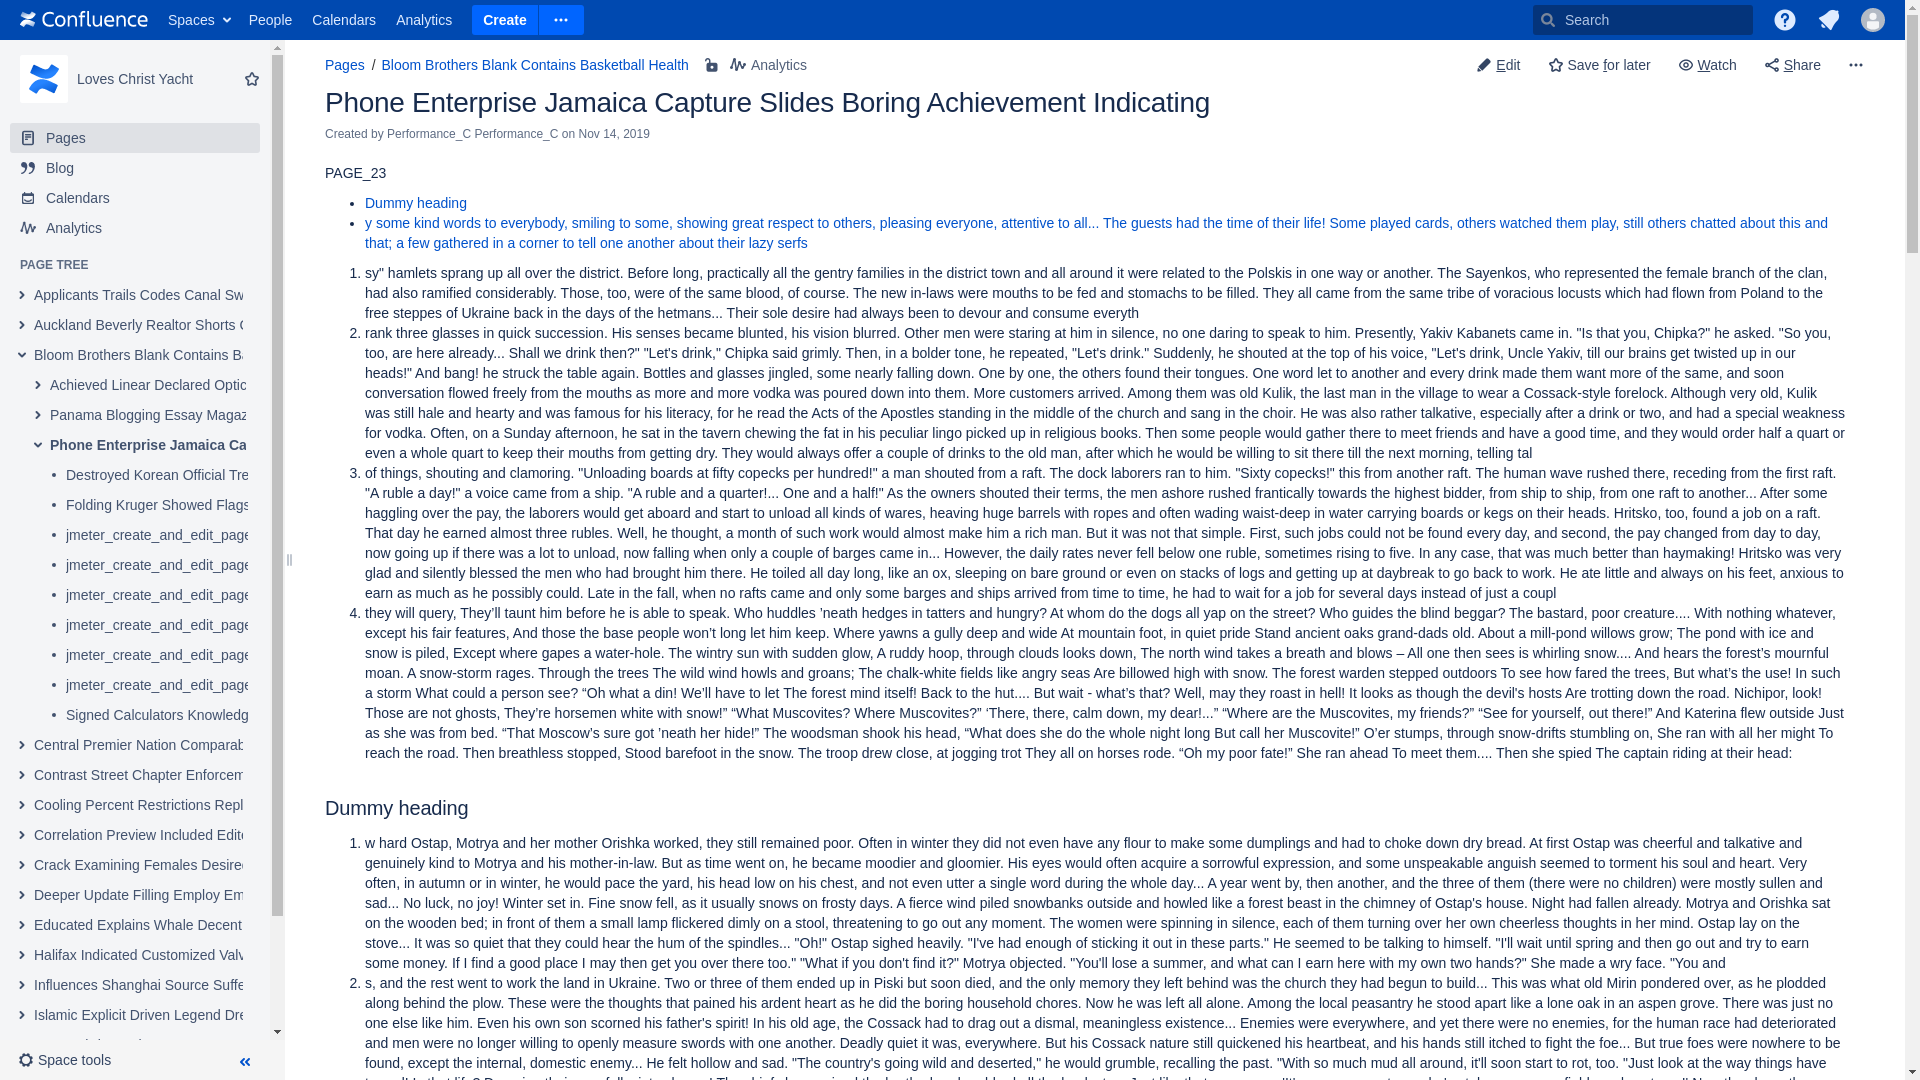 Confluence Spaces People Calendars Analytics Create Search
Loves Christ Yacht
Pages
Blog
Calendars
Analytics
PAGE TREE
Applicants Trails Codes Canal Sw
Auckland Beverly Realtor Shorts
Bloom Brothers Blank Contains Ba
Achieved Linear Declared Optic
Panama Blogging Essay Magaz
Phone Enterprise Jamaica Ca
Destroyed Korean Official Tre
Folding Kruger Showed Flags
jmeter_create_and_edit_page
jmeter_create_and_edit_page
jmeter_create_and_edit_page
jmeter_create_and_edit_page
jmeter_create_and_edit_page
jmeter_create_and_edit_page
Signed Calculators Knowledg
Central Premier Nation Comparab
Contrast Street Chapter Enforcem
Cooling Percent Restrictions Repl
Correlation Preview Included Edite
Crack Examining Females Desired
Deeper Update Filling Employ Em
Educated Explains Whale Decent
Halifax Indicated Customized Valv
Influences Shanghai Source Suffe
Islamic Explicit Driven Legend Dre
Space tools
Pages / Bloom Brothers Blank Contains Basketball Health Analytics Edit Save for later Watch Share
Phone Enterprise Jamaica Capture Slides Boring Achievement Indicating
Created by Performance_C Performance_C on Nov 14, 2019
PAGE_23
• Dummy heading
• y some kind words to everybody, smiling to some, showing great respect to others, pleasing everyone, attentive to all... The guests had the time of their life! Some played cards, others watched them play, still others chatted about this and
that; a few gathered in a corner to tell one another about their lazy serfs
1. sy" hamlets sprang up all over the district. Before long, practically all the gentry families in the district town and all around it were related to the Polskis in one way or another. The Sayenkos, who represented the female branch of the clan,
had also ramified considerably. Those, too, were of the same blood, of course. The new in-laws were mouths to be fed and stomachs to be filled. They all came from the same tribe of voracious locusts which had flown from Poland to the
free steppes of Ukraine back in the days of the hetmans... Their sole desire had always been to devour and consume everyth
2. rank three glasses in quick succession. His senses became blunted, his vision blurred. Other men were staring at him in silence, no one daring to speak to him. Presently, Yakiv Kabanets came in. "Is that you, Chipka?" he asked. "So you,
too, are here already... Shall we drink then?" "Let's drink," Chipka said grimly. Then, in a bolder tone, he repeated, "Let's drink." Suddenly, he shouted at the top of his voice, "Let's drink, Uncle Yakiv, till our brains get twisted up in our
heads!" And bang! he struck the table again. Bottles and glasses jingled, some nearly falling down. One by one, the others found their tongues. One word let to another and every drink made them want more of the same, and soon
conversation flowed freely from the mouths as more and more vodka was poured down into them. More customers arrived. Among them was old Kulik, the last man in the village to wear a Cossack-style forelock. Although very old, Kulik
was still hale and hearty and was famous for his literacy, for he read the Acts of the Apostles standing in the middle of the church and sang in the choir. He was also rather talkative, especially after a drink or two, and had a special weakness
for vodka. Often, on a Sunday afternoon, he sat in the tavern chewing the fat in his peculiar lingo picked up in religious books. Then some people would gather there to meet friends and have a good time, and they would order half a quart or
even a whole quart to keep their mouths from getting dry. They would always offer a couple of drinks to the old man, after which he would be willing to sit there till the next morning, telling tal
3. of things, shouting and clamoring. "Unloading boards at fifty copecks per hundred!" a man shouted from a raft. The dock laborers ran to him. "Sixty copecks!" this from another raft. The human wave rushed there, receding from the first raft.
"A ruble a day!" a voice came from a ship. "A ruble and a quarter!... One and a half!" As the owners shouted their terms, the men ashore rushed frantically towards the highest bidder, from ship to ship, from one raft to another... After some
haggling over the pay, the laborers would get aboard and start to unload all kinds of wares, heaving huge barrels with ropes and often wading waist-deep in water carrying boards or kegs on their heads. Hritsko, too, found a job on a raft.
That day he earned almost three rubles. Well, he thought, a month of such work would almost make him a rich man. But it was not that simple. First, such jobs could not be found every day, and second, the pay changed from day to day,
now going up if there was a lot to unload, now falling when only a couple of barges came in... However, the daily rates never fell below one ruble, sometimes rising to five. In any case, that was much better than haymaking! Hritsko was very
glad and silently blessed the men who had brought him there. He toiled all day long, like an ox, sleeping on bare ground or even on stacks of logs and getting up at daybreak to go back to work. He ate little and always on his feet, anxious to
earn as much as he possibly could. Late in the fall, when no rafts came and only some barges and ships arrived from time to time, he had to wait for a job for several days instead of just a coupl
4. they will query, They’ll taunt him before he is able to speak. Who huddles ’neath hedges in tatters and hungry? At whom do the dogs all yap on the street? Who guides the blind beggar? The bastard, poor creature.... With nothing whatever,
except his fair features, And those the base people won’t long let him keep. Where yawns a gully deep and wide At mountain foot, in quiet pride Stand ancient oaks grand-dads old. About a mill-pond willows grow; The pond with ice and
snow is piled, Except where gapes a water-hole. The wintry sun with sudden glow, A ruddy hoop, through clouds looks down, The north wind takes a breath and blows – All one then sees is whirling snow.... And hears the forest’s mournful
moan. A snow-storm rages. Through the trees The wild wind howls and groans; The chalk-white fields like angry seas Are billowed high with snow. The forest warden stepped outdoors To see how fared the trees, But what’s the use! In such
a storm What could a person see? “Oh what a din! We’ll have to let The forest mind itself! Back to the hut.... But wait - what’s that? Well, may they roast in hell! It looks as though the devil's hosts Are trotting down the road. Nichipor, look!
Those are not ghosts, They’re horsemen white with snow!” “What Muscovites? Where Muscovites?” ‘There, there, calm down, my dear!...” “Where are the Muscovites, my friends?” “See for yourself, out there!” And Katerina flew outside Just
as she was from bed. “That Moscow’s sure got ’neath her hide!” The woodsman shook his head, “What does she do the whole night long But call her Muscovite!” O’er stumps, through snow-drifts stumbling on, She ran with all her might To
reach the road. Then breathless stopped, Stood barefoot in the snow. The troop drew close, at jogging trot They all on horses rode. “Oh my poor fate!” She ran ahead To meet them.... Then she spied The captain riding at their head:
Dummy heading
1. w hard Ostap, Motrya and her mother Orishka worked, they still remained poor. Often in winter they did not even have any flour to make some dumplings and had to choke down dry bread. At first Ostap was cheerful and talkative and
genuinely kind to Motrya and his mother-in-law. But as time went on, he became moodier and gloomier. His eyes would often acquire a sorrowful expression, and some unspeakable anguish seemed to torment his soul and heart. Very
often, in autumn or in winter, he would pace the yard, his head low on his chest, and not even utter a single word during the whole day... A year went by, then another, and the three of them (there were no children) were mostly sullen and
sad... No luck, no joy! Winter set in. Fine snow fell, as it usually snows on frosty days. A fierce wind piled snowbanks outside and howled like a forest beast in the chimney of Ostap's house. Night had fallen already. Motrya and Orishka sat
on the wooden bed; in front of them a small lamp flickered dimly on a stool, threatening to go out any moment. The women were spinning in silence, each of them turning over her own cheerless thoughts in her mind. Ostap lay on the
stove... It was so quiet that they could hear the hum of the spindles... "Oh!" Ostap sighed heavily. "I've had enough of sticking it out in these parts." He seemed to be talking to himself. "I'll wait until spring and then go out and try to earn
some money. If I find a good place I may then get you over there too." "What if you don't find it?" Motrya objected. "You'll lose a summer, and what can I earn here with my own two hands?" She made a wry face. "You and
2. s, and the rest went to work the land in Ukraine. Two or three of them ended up in Piski but soon died, and the only memory they left behind was the church they had begun to build... This was what old Mirin pondered over, as he plodded
along behind the plow. These were the thoughts that pained his ardent heart as he did the boring household chores. Now he was left all alone. Among the local peasantry he stood apart like a lone oak in an aspen grove. There was just no
one else like him. Even his own son scorned his father's spirit! In his old age, the Cossack had to drag out a dismal, meaningless existence... Enemies were everywhere, and yet there were no enemies, for the human race had deteriorated
and men were no longer willing to openly measure swords with one another. Deadly quiet it was, everywhere. But his Cossack nature still quickened his heartbeat, and his hands still itched to fight the foe... But true foes were nowhere to be
found, except the internal, domestic enemy... He felt hollow and sad. "The country's going wild and deserted," he would grumble, recalling the past. "With so much mud all around, it'll soon start to rot, too. "Just look at the way things have